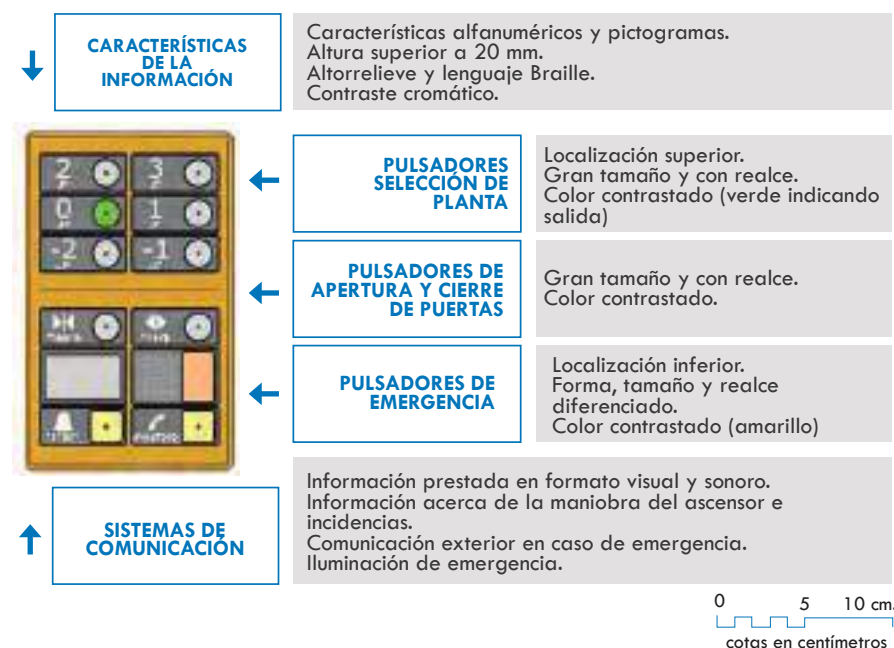 CARACTERÍSTICAS
DE LA
INFORMACIÓN
Características alfanuméricos y pictogramas.
Altura superior a 20 mm.
Altorrelieve y lenguaje Braille.
Contraste cromático.
2
3
0
1
-2
-1
PULSADORES
SELECCIÓN DE
PLANTA
Localización superior.
Gran tamaño y con realce.
Color contrastado (verde indicando
salida)
PULSADORES DE
APERTURA Y CIERRE
DE PUERTAS
Gran tamaño y con realce.
Color contrastado.
PULSADORES DE
EMERGENCIA
Localización inferior.
Forma, tamaño y realce
diferenciado.
Color contrastado (amarillo)
SISTEMAS DE
COMUNICACIÓN
Información prestada en formato visual y sonoro.
Información acerca de la maniobra del ascensor e
incidencias.
Comunicación exterior en caso de emergencia.
Iluminación de emergencia.
0 5 10 cm.
cotas en centímetros